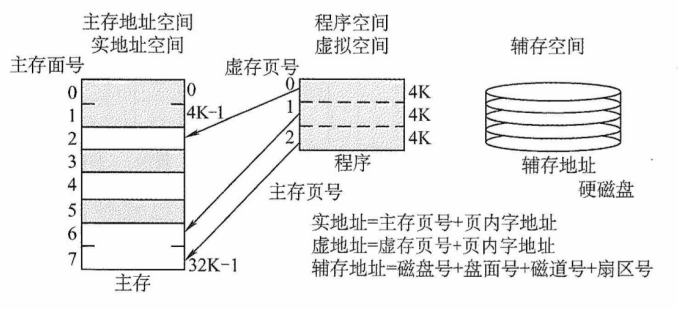 主存地址空间
实地址空间
主存面号
0
1
2
3
4
5
6
7
0
4K-1
32K-1
主存
程序空间
虚拟空间
虚存页号
0
1
2
4K
4K
4K
程序
主存页号
辅存空间
辅存地址
硬磁盘
实地址=主存页号+页内字地址
虚地址=虚存页号+页内字地址
辅存地址=磁盘号+盘面号+磁道号+扇区号